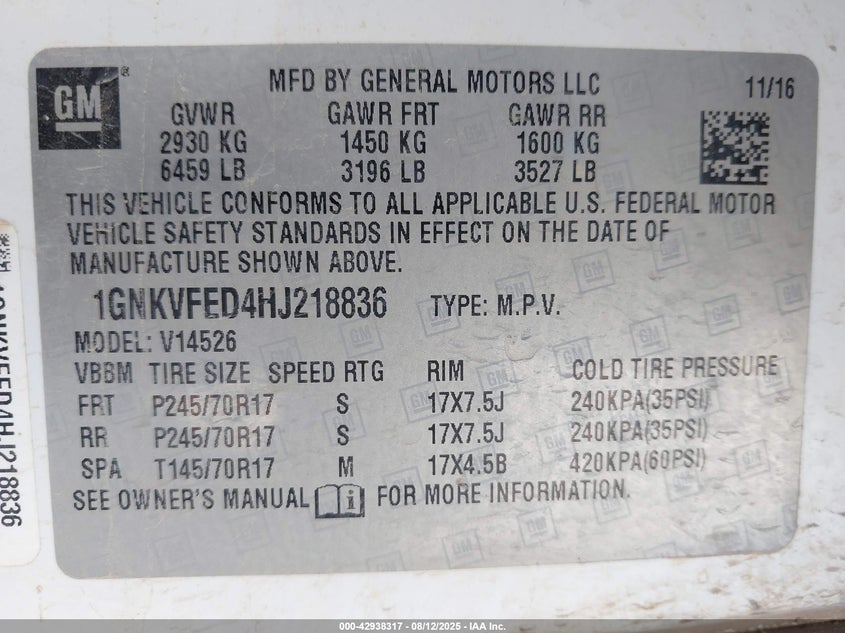 GM®
MFD BY GENERAL MOTORS LLC 11/16
GVWR GAWR FRT GAWR RR
2930 KG 1450 KG 1600 KG
6459 LB 3196 LB 3527 LB
THIS VEHICLE CONFORMS TO ALL APPLICABLE U.S. FEDERAL MOTOR
VEHICLE SAFETY STANDARDS IN EFFECT ON THE DATE OF
MANUFACTURE SHOWN ABOVE.
1GNKVFED4HJ218836 TYPE: M.P.V.
MODEL: V14526
VBBM TIRE SIZE SPEED RTG RIM COLD TIRE PRESSURE
FRT P245/70R17 S 17X7.5J 240KPA(35PSI)
RR P245/70R17 S 17X7.5J 240KPA(35PSI)
SPA T145/70R17 M 17X4.5B 420KPA(60PSI)
SEE OWNER'S MANUAL i FOR MORE INFORMATION.
1GNKVFED4HJ218836
000-42938317 - 08/12/2025 - IAA Inc.